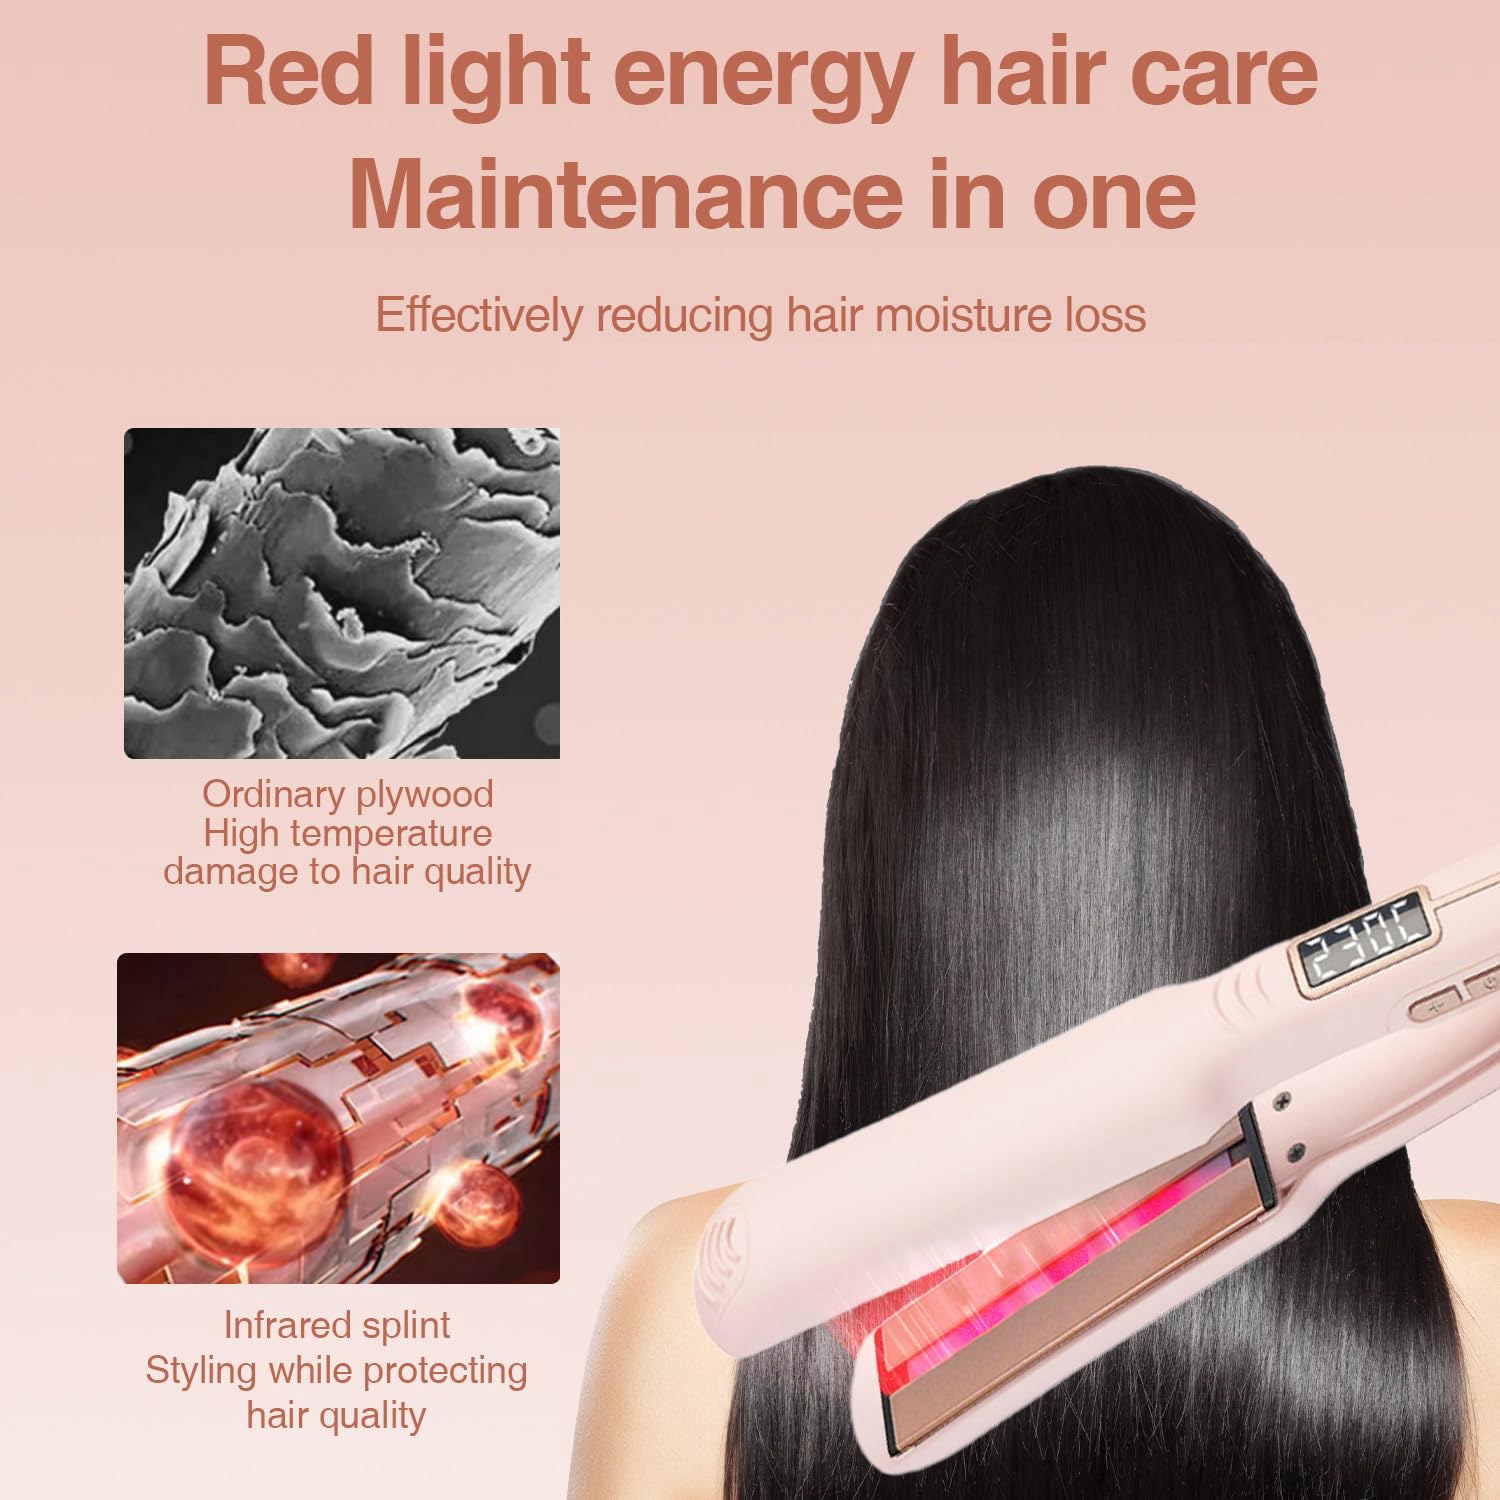 Red light energy hair care
Maintenance in one
Effectively reducing hair moisture loss
Ordinary plywood
High temperature
damage to hair quality
230C
Infrared splint
Styling while protecting
hair quality